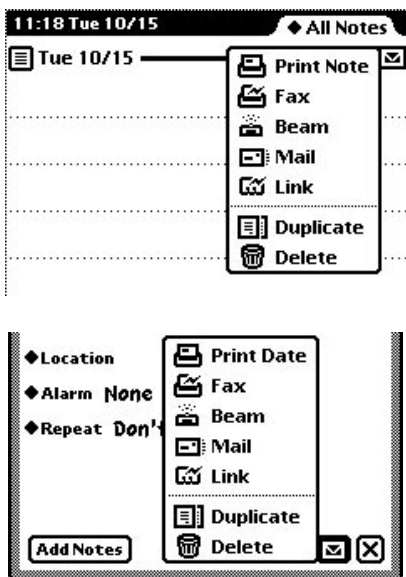 11:18 Tue 10/15 ◆ All Notes
Tue 10/15
Print Note
Fax
Beam
Mail
Link
Duplicate
Delete
◆Location
◆Alarm None
◆Repeat Don't
Print Date
Fax
Beam
Mail
Link
Duplicate
Delete
Add Notes